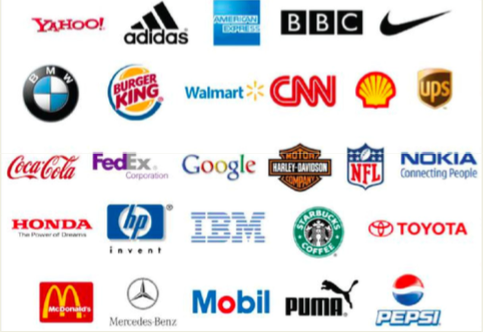 YAHOO!
adidas
AMERICAN EXPRESS
BBC
BMW
BURGER KING
Walmart
CNN
ups
Coca-Cola
FedEx
Corporation
Google
MOTOR
HARLEY-DAVIDSON
COMPANY
NFL
NOKIA
Connecting People
HONDA
The Power of Dreams
hp
invent
IBM
STARBUCKS COFFEE
TOYOTA
McDonald's
Mercedes-Benz
Mobil
PUMA
PEPSI